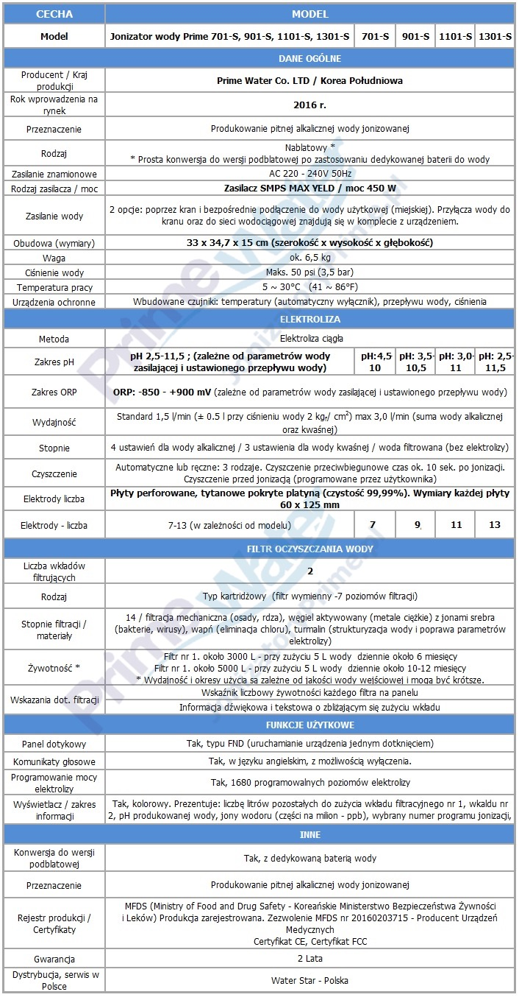 CECHA MODEL
Model Jonizator wody Prime 701-S, 901-S, 1101-S, 1301-S 701-S 901-S 1101-S 1301-S
DANE OGÓLNE
Producent / Kraj
produkcji
Prime Water Co. LTD / Korea Południowa
Rok wprowadzenia na
rynek
2016 r.
Przeznaczenie Produkowanie pitnej alkalicznej wody jonizowanej
Rodzaj
Nablatowy *
* Prosta konwersja do wersji podblatowej po zastosowaniu dedykowanej baterii do wody
Zasilanie znamionowe AC 220 - 240V 50Hz
Rodzaj zasilacza / moc Zasilacz SMPS MAX YELD / moc 450 W
Zasilanie wody
2 opcje: poprzez kran i bezpośrednie podłączenie do wody użytkowej (miejskiej). Przyłącza wody do
kranu oraz do sieci wodociągowej znajdują się w komplecie z urządzeniem.
Obudowa (wymiary) 33 x 34,7 x 15 cm (szerokość x wysokość x głębokość)
Waga ok. 6,5 kg
Ciśnienie wody Maks. 50 psi (3,5 bar)
Temperatura pracy 5 ~ 30°C (41 ~ 86°F)
Urządzenia ochronne Wbudowane czujniki: temperatury (automatyczny wyłącznik), przepływu wody, ciśnienia
ELEKTROLIZA
Metoda Elektroliza ciągła
Zakres pH
pH 2,5-11,5 ; (zależne od parametrów wody
zasilającej i ustawionego przepływu wody)
pH:4,5-
10
pH: 3,5-
10,5
pH: 3,0-
11
pH: 2,5-
11,5
Zakres ORP ORP: -850 - +900 mV (zależne od parametrów wody zasilającej i ustawionego przepływu wody)
Wydajność
Standard 1,5 l/min (± 0.5 l przy ciśnieniu wody 2 kgf/ cm²) max 3,0 l/min (suma wody alkalicznej
oraz kwaśnej)
Stopnie 4 ustawień dla wody alkalicznej / 3 ustawienia dla wody kwaśnej / woda filtrowana (bez elektrolizy)
Czyszczenie
Automatyczne lub ręczne: 3 rodzaje. Czyszczenie przeciwbiegunowe czas ok. 10 sek. po jonizacji.
Czyszczenie przed jonizacją (programowane przez użytkownika)
Elektrody liczba
Płyty perforowane, tytanowe pokryte platyną (czystość 99,99%). Wymiary każdej płyty
60 x 125 mm
Elektrody - liczba 7-13 (w zależności od modelu) 7 9, 11 13
FILTR OCZYSZCZANIA WODY
Liczba wkładów
filtrujących
2
Rodzaj Typ kartridżowy (filtr wymienny -7 poziomów filtracji)
Stopnie filtracji /
materiały
14 / filtracja mechaniczna (osady, rdza), węgiel aktywowany (metale ciężkie) z jonami srebra
(bakterie, wirusy), wapń (eliminacja chloru), turmalin (strukturyzacja wody i poprawa parametrów
elektrolizy)
Żywotność *
Filtr nr 1. około 3000 L - przy zużyciu 5 L wody dziennie około 6 miesięcy
Filtr nr 1. około 5000 L - przy zużyciu 5 L wody dziennie około 10-12 miesięcy
* Wydajność i okresy użycia są zależne od jakości wody wejściowej i mogą być krótsze.
Wskazania dot. filtracji
Wskaźnik liczbowy żywotności każdego filtra na panelu
Informacja dźwiękowa i tekstowa o zbliżającym się zużyciu wkładu
FUNKCJE UŻYTKOWE
Panel dotykowy Tak, typu FND (uruchamianie urządzenia jednym dotknięciem)
Komunikaty głosowe Tak, w języku angielskim, z możliwością wyłączenia.
Programowanie mocy
elektrolizy
Tak, 1680 programowalnych poziomów elektrolizy
Wyświetlacz / zakres
informacji
Tak, kolorowy. Prezentuje: liczbę litrów pozostałych do zużycia wkładu filtracyjnego nr 1, wkaldu nr
2, pH produkowanej wody, jony wodoru (części na milion - ppb), wybrany numer programu jonizacji,
INNE
Konwersja do wersji
podblatowej
Tak, z dedykowaną baterią wody
Przeznaczenie Produkowanie pitnej alkalicznej wody jonizowanej
Rejestr produkcji /
Certyfikaty
MFDS (Ministry of Food and Drug Safety - Koreańskie Ministerstwo Bezpieczeństwa Żywności
i Leków) Produkcja zarejestrowana. Zezwolenie MFDS nr 20160203715 - Producent Urządzeń
Medycznych
Certyfikat CE, Certyfikat FCC
Gwarancja 2 Lata
Dystrybucja, serwis w
Polsce
Water Star - Polska
Prime Water
JonizatoryPrime.pl
Prime Water
JonizatoryPrime.pl